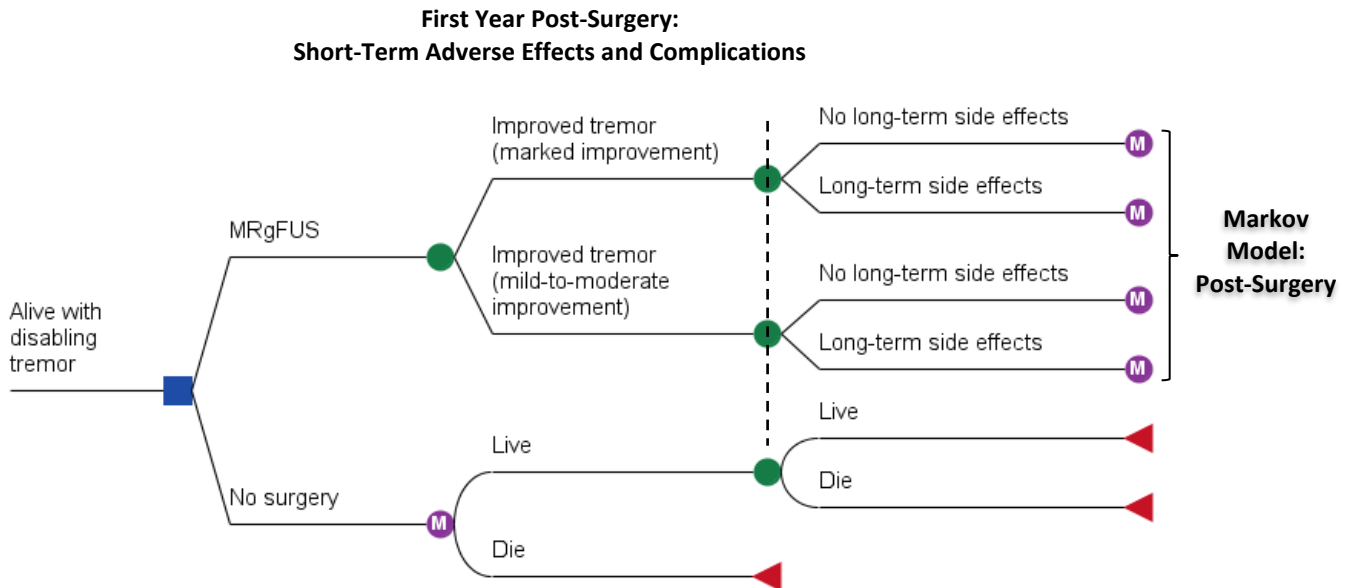 First Year Post-Surgery:
Short-Term Adverse Effects and Complications
Improved tremor
(marked improvement)
No long-term side effects
M
Long-term side effects
M
MRgFUS
Improved tremor
(mild-to-moderate
improvement)
No long-term side effects
M
Long-term side effects
M
Markov
Model:
Post-Surgery
Alive with
disabling
tremor
No surgery
M
Live
Die
Live
Die